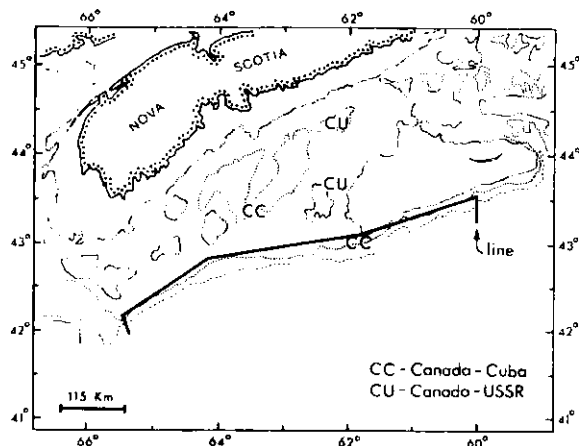 66° 64° 62° 60°
45° 45°
SCOTIA
NOVA
CU
44° 44°
CU
CC
43° CC 43°
line
42° 42°
CC - Canada - Cuba
CU - Canada - USSR
115 Km
41° 41°
66° 64° 62° 60°